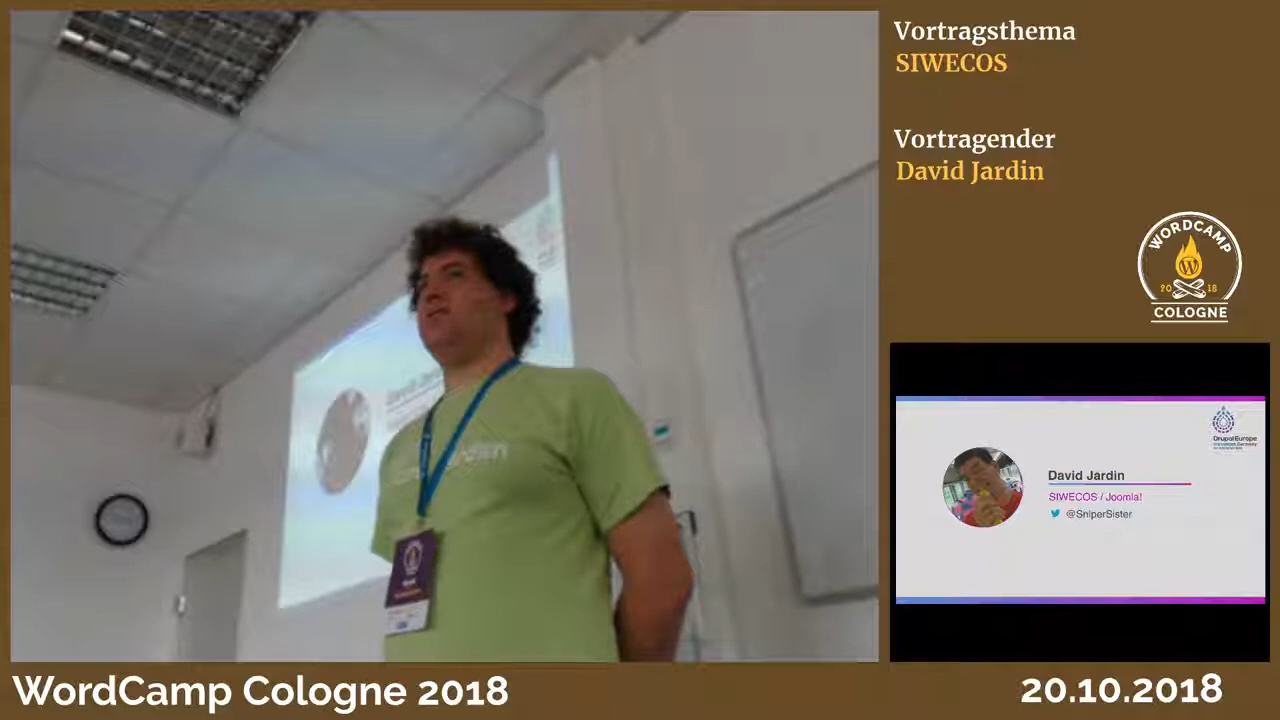 Vortragsthema
SIWECOS
Vortragender
David Jardin
WORDCAMP
2018
COLOGNE
DrupalEurope
David Jardin
SIWECOS / Joomla!
@SniperSister
WordCamp Cologne 2018
20.10.2018